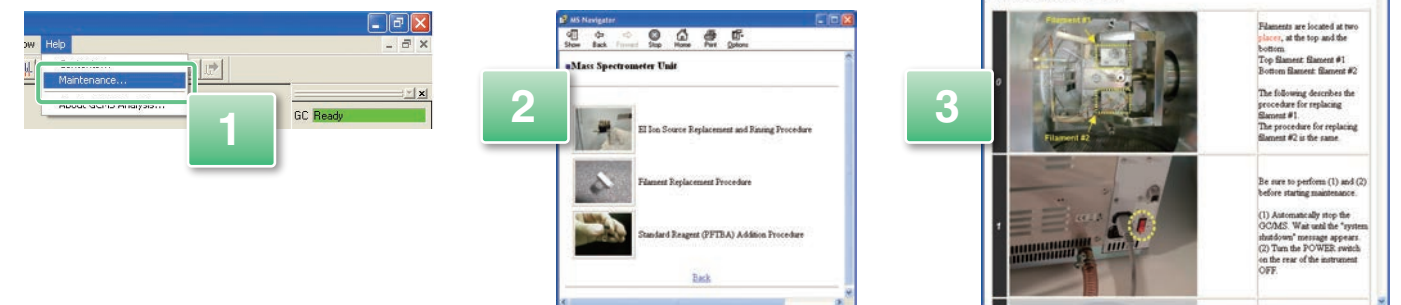 Help
Maintenance...
About GCMS Analysis...
GC Ready
1
MS Navigator
Show Back Forward Stop Home Print Options
Mass Spectrometer Unit
2
EI Ion Source Replacement and Rinsing Procedure
Filament Replacement Procedure
Standard Reagent (PFTBA) Addition Procedure
Back
3
0
Filament #1
Filament #2
Filaments are located at two
places, at the top and the
bottom.
Top filament: filament #1
Bottom filament: filament #2
The following describes the
procedure for replacing
filament #1.
The procedure for replacing
filament #2 is the same.
1
Be sure to perform (1) and (2)
before starting maintenance.
(1) Automatically stop the
GC/MS. Wait until the "system
shutdown" message appears.
(2) Turn the POWER switch
on the rear of the instrument
OFF.